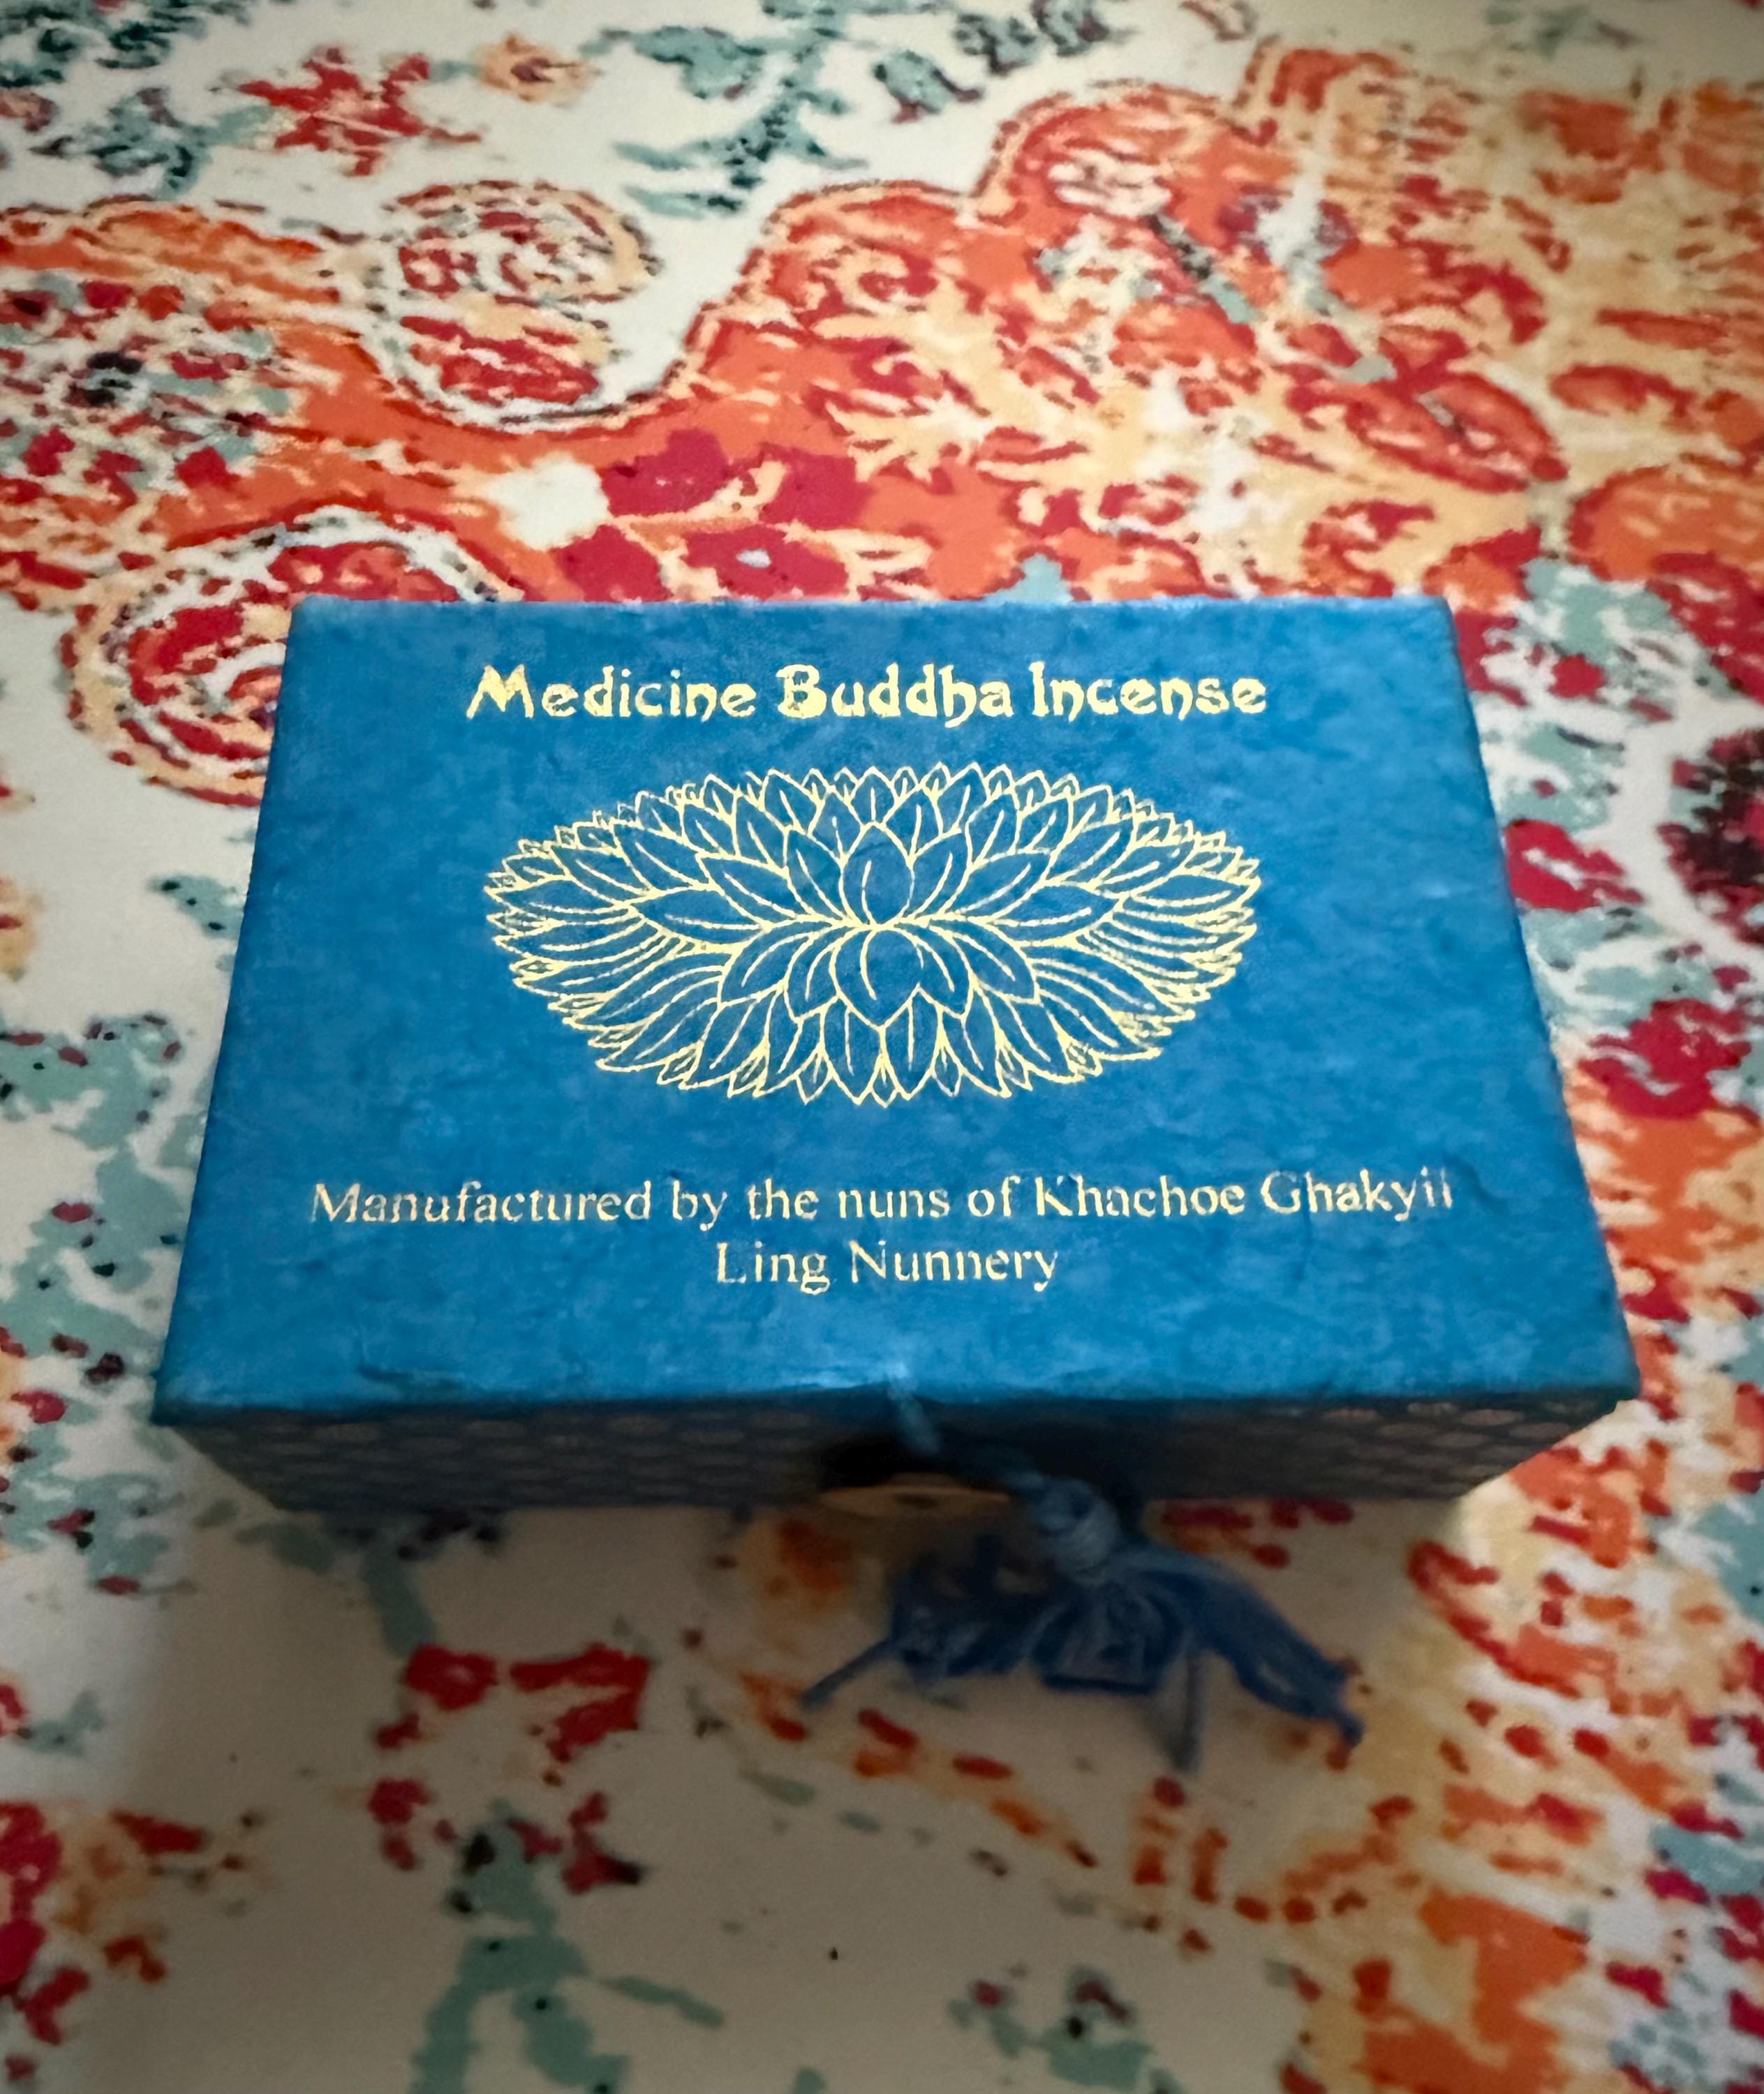 Medicine Buddha Incense
Manufactured by the nuns of Khachoe Ghakyil
Ling Nunnery